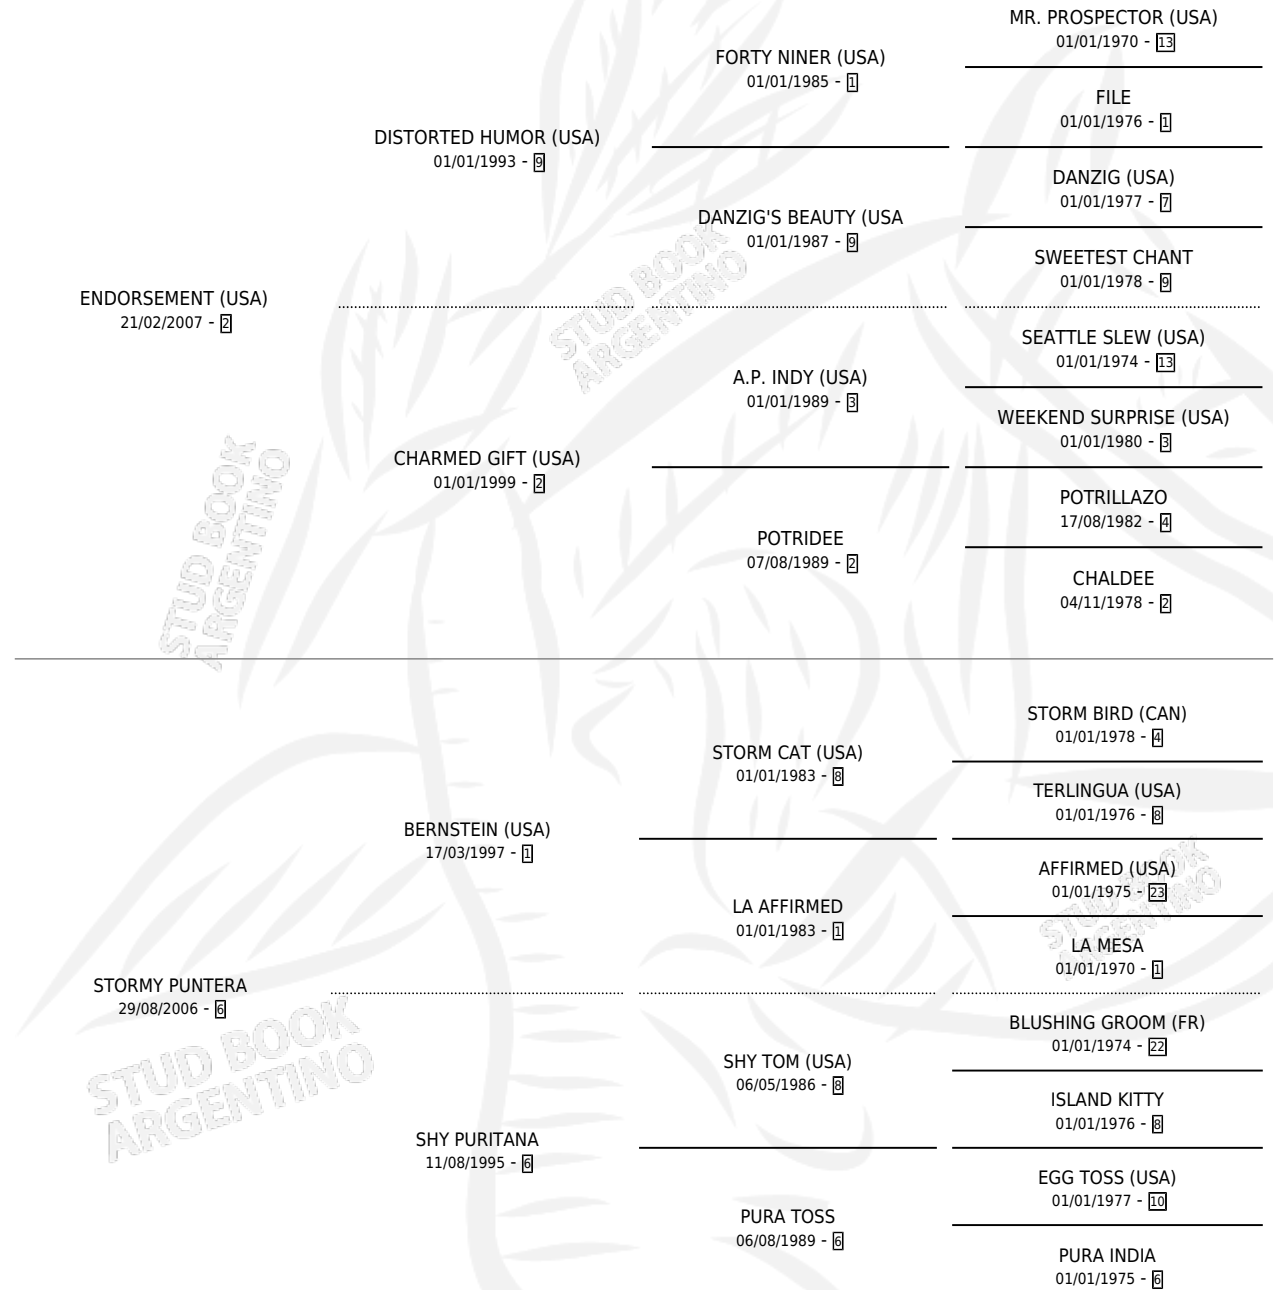 MR. PROSPECTOR (USA)
01/01/1970 - 13
FORTY NINER (USA)
01/01/1985 - 1
FILE
01/01/1976 - 1
DISTORTED HUMOR (USA)
01/01/1993 - 9
DANZIG (USA)
01/01/1977 - 7
DANZIG'S BEAUTY (USA
01/01/1987 - 9
SWEETEST CHANT
01/01/1978 - 9
ENDORSEMENT (USA)
21/02/2007 - 2
STUD BOOK
ARGENTINO
SEATTLE SLEW (USA)
01/01/1974 - 13
A.P. INDY (USA)
01/01/1989 - 3
WEEKEND SURPRISE (USA)
01/01/1980 - 3
CHARMED GIFT (USA)
01/01/1999 - 2
POTRILLAZO
17/08/1982 - 4
POTRIDEE
07/08/1989 - 2
CHALDEE
04/11/1978 - 2
STUD BOOK
ARGENTINO
STORM BIRD (CAN)
01/01/1978 - 4
STORM CAT (USA)
01/01/1983 - 8
TERLINGUA (USA)
01/01/1976 - 8
BERNSTEIN (USA)
17/03/1997 - 1
AFFIRMED (USA)
01/01/1975 - 23
LA AFFIRMED
01/01/1983 - 1
STUD BOOK
ARGENTINO
LA MESA
01/01/1970 - 1
STORMY PUNTERA
29/08/2006 - 6
STUD BOOK
ARGENTINO
BLUSHING GROOM (FR)
01/01/1974 - 22
SHY TOM (USA)
06/05/1986 - 8
ISLAND KITTY
01/01/1976 - 8
SHY PURITANA
11/08/1995 - 6
EGG TOSS (USA)
01/01/1977 - 10
PURA TOSS
06/08/1989 - 6
PURA INDIA
01/01/1975 - 6